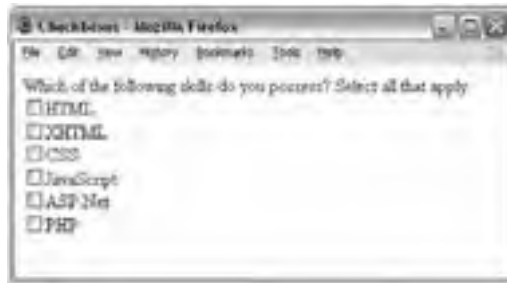 Checkboxes - Mozilla Firefox
File Edit View History Bookmarks Tools Help
Which of the following skills do you possess? Select all that apply
HTML
XHTML
CSS
JavaScript
ASP.Net
PHP